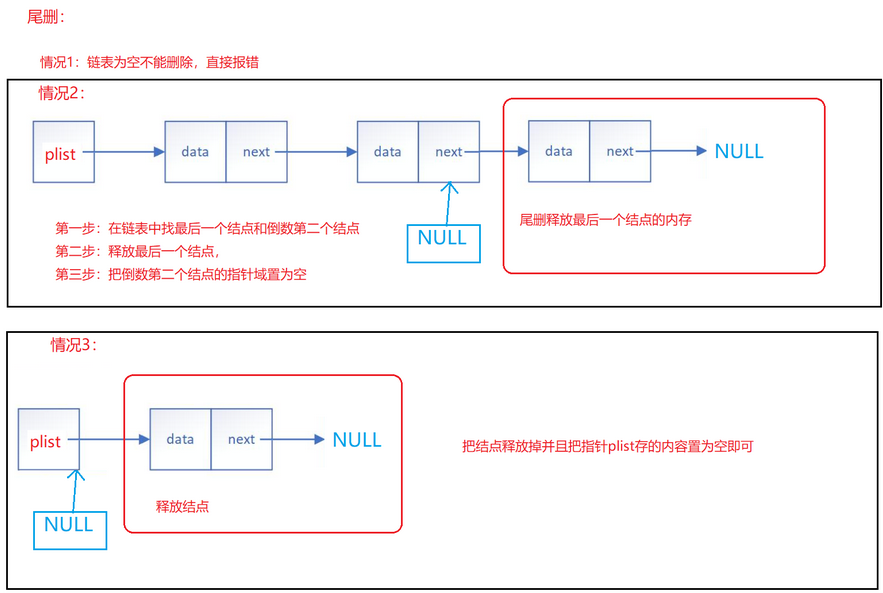 尾删：
情况1：链表为空不能删除，直接报错
情况2：
plist
data next
data next
data next
NULL
NULL
尾删释放最后一个结点的内存
第一步：在链表中找最后一个结点和倒数第二个结点
第二步：释放最后一个结点，
第三步：把倒数第二个结点的指针域置为空
情况3：
plist
data next
NULL
把结点释放掉并且把指针plist存的内容置为空即可
释放结点
NULL